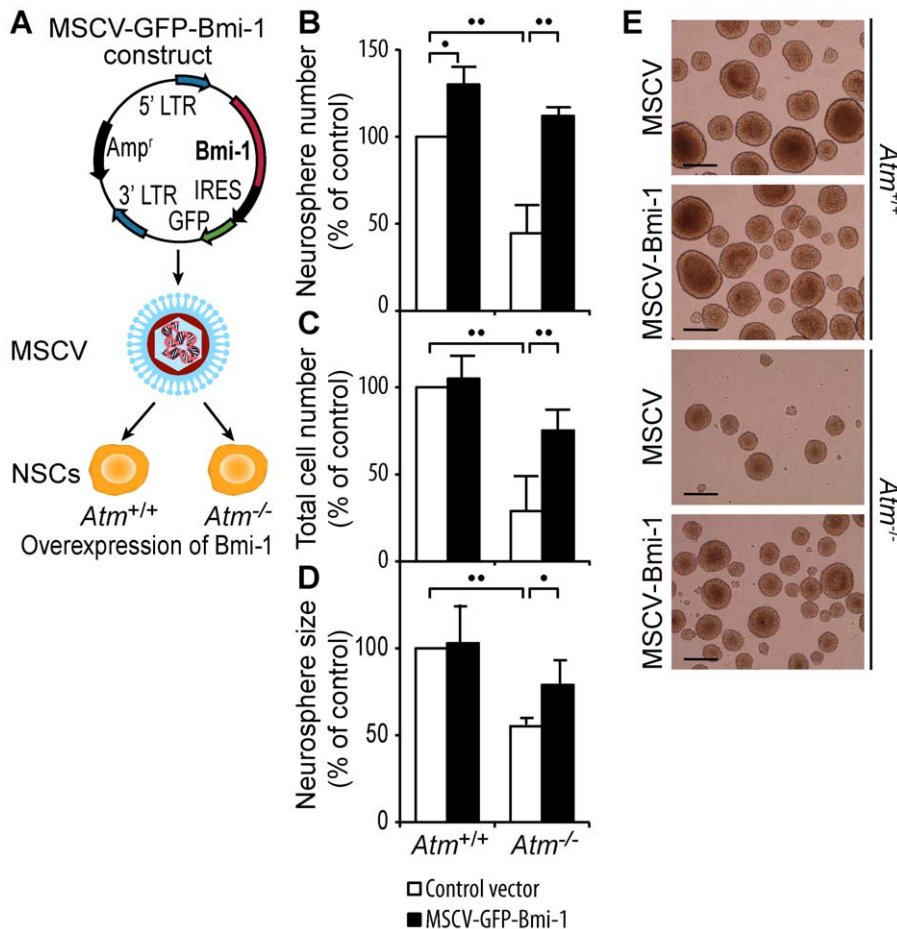 A
MSCV-GFP-Bmi-1
construct
5' LTR
Ampʳ
Bmi-1
3' LTR
IRES
GFP
MSCV
NSCs
Atm+/+
Atm-/-
Overexpression of Bmi-1
B
Neurosphere number
(% of control)
150
100
50
0
•
••
••
C
Total cell number
(% of control)
100
50
0
••
••
D
Neurosphere size
(% of control)
100
50
0
••
•
Atm+/+
Atm-/-
Control vector
MSCV-GFP-Bmi-1
E
MSCV
MSCV-Bmi-1
Atm+/+
MSCV
MSCV-Bmi-1
Atm-/-